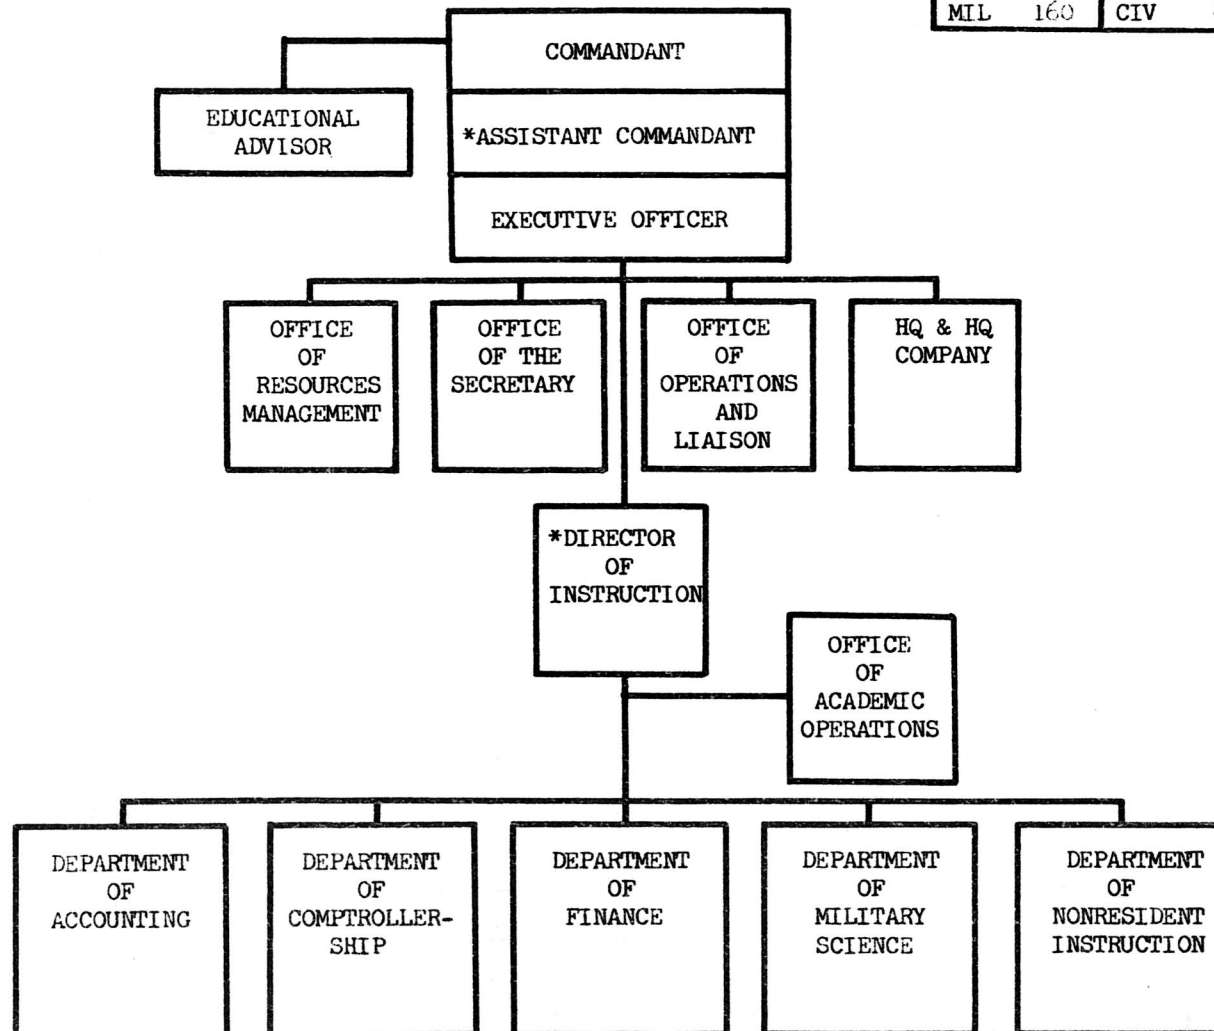 MIL 160 CIV
COMMANDANT
EDUCATIONAL
ADVISOR
*ASSISTANT COMMANDANT
EXECUTIVE OFFICER
OFFICE
OF
RESOURCES
MANAGEMENT
OFFICE
OF THE
SECRETARY
OFFICE
OF
OPERATIONS
AND
LIAISON
HQ & HQ
COMPANY
*DIRECTOR
OF
INSTRUCTION
OFFICE
OF
ACADEMIC
OPERATIONS
DEPARTMENT
OF
ACCOUNTING
DEPARTMENT
OF
COMPTROLLER-
SHIP
DEPARTMENT
OF
FINANCE
DEPARTMENT
OF
MILITARY
SCIENCE
DEPARTMENT
OF
NONRESIDENT
INSTRUCTION